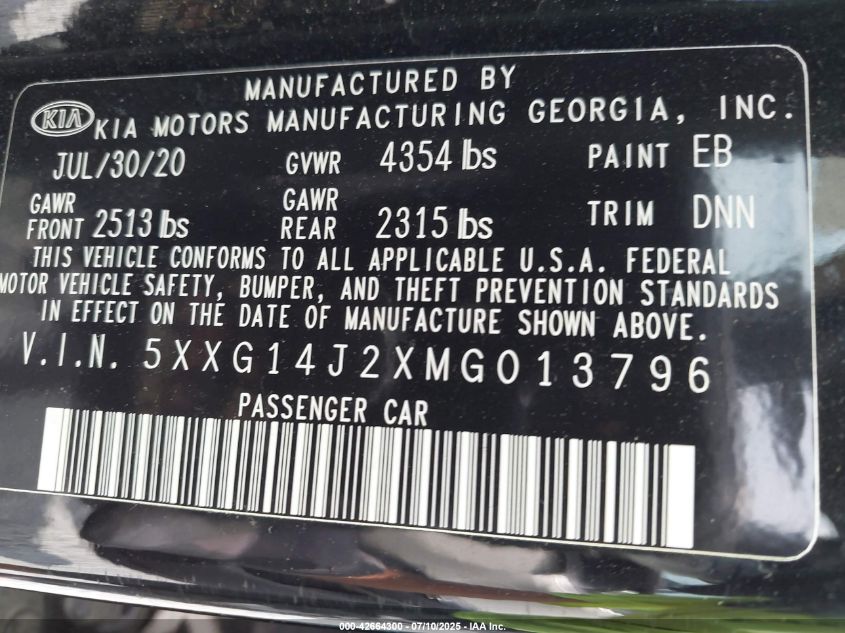 MANUFACTURED BY
KIA KIA MOTORS MANUFACTURING GEORGIA, INC.
JUL/30/20 GVWR 4354 lbs PAINT EB
GAWR FRONT 2513 lbs GAWR REAR 2315 lbs TRIM DNN
THIS VEHICLE CONFORMS TO ALL APPLICABLE U.S.A. FEDERAL
MOTOR VEHICLE SAFETY, BUMPER, AND THEFT PREVENTION STANDARDS
IN EFFECT ON THE DATE OF MANUFACTURE SHOWN ABOVE.
V.I.N. 5XXG14J2XMG013796
PASSENGER CAR
000-42664300 - 07/10/2025 - IAA Inc.